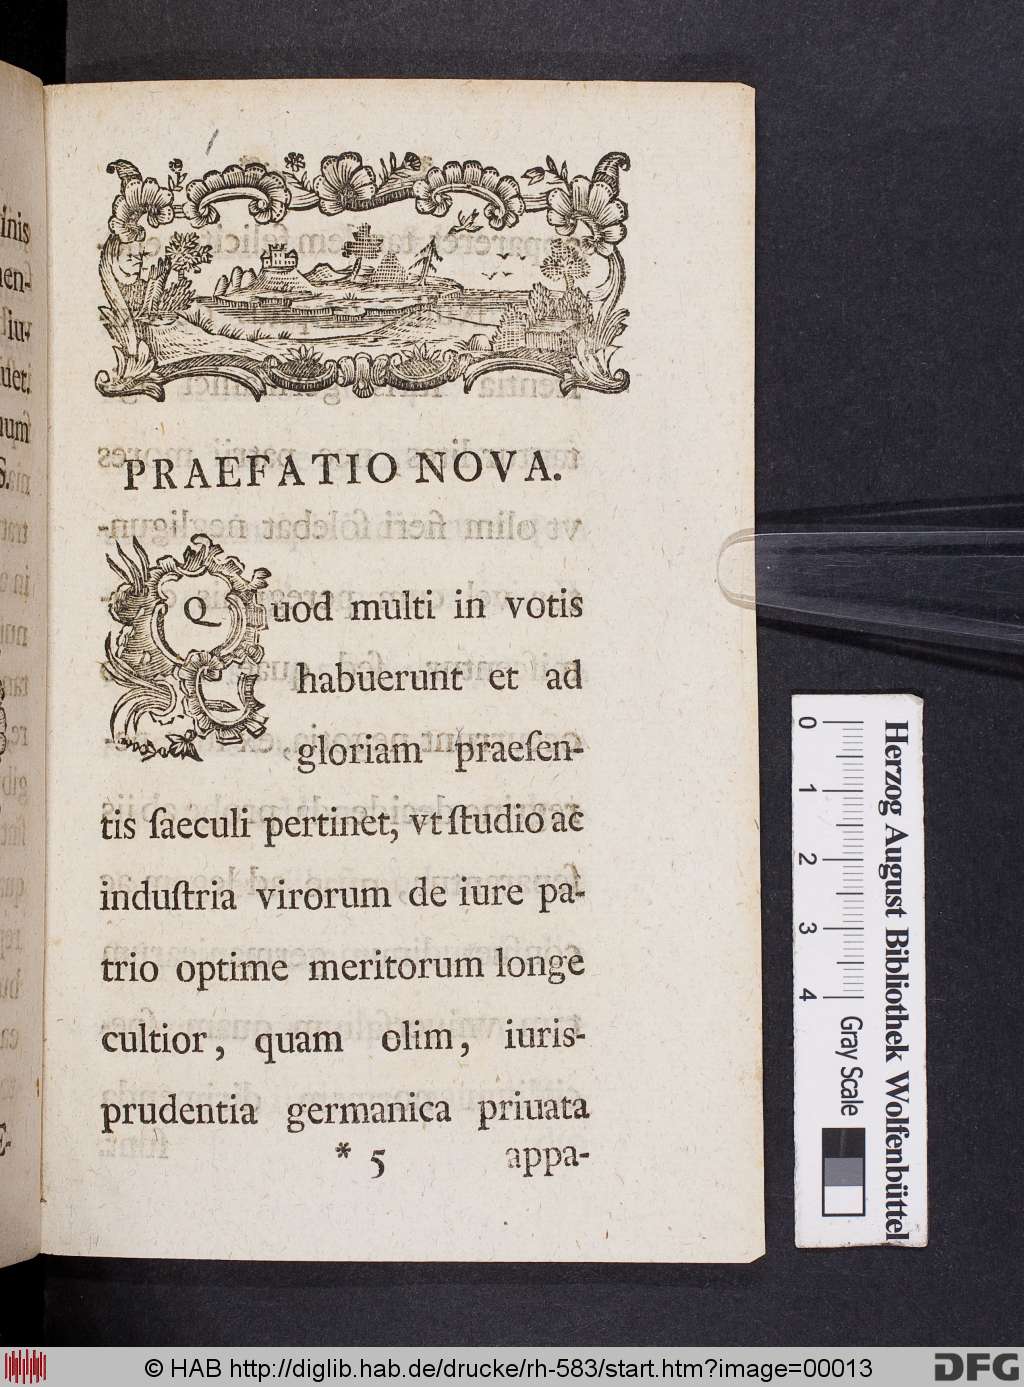 PRAEFATIO NOVA.
Quod multi in votis
habuerunt et ad
gloriam praeſen-
tis ſaeculi pertinet, vt ſtudio ac
induſtria virorum de iure pa-
trio optime meritorum longe
cultior, quam olim, iuris-
prudentia germanica priuata
* 5 appa-
inis
nen-
uet.
0 1 2 3 4 Gray Scale
Herzog August Bibliothek Wolfenbüttel
© HAB http://diglib.hab.de/drucke/rh-583/start.htm?image=00013
DFG